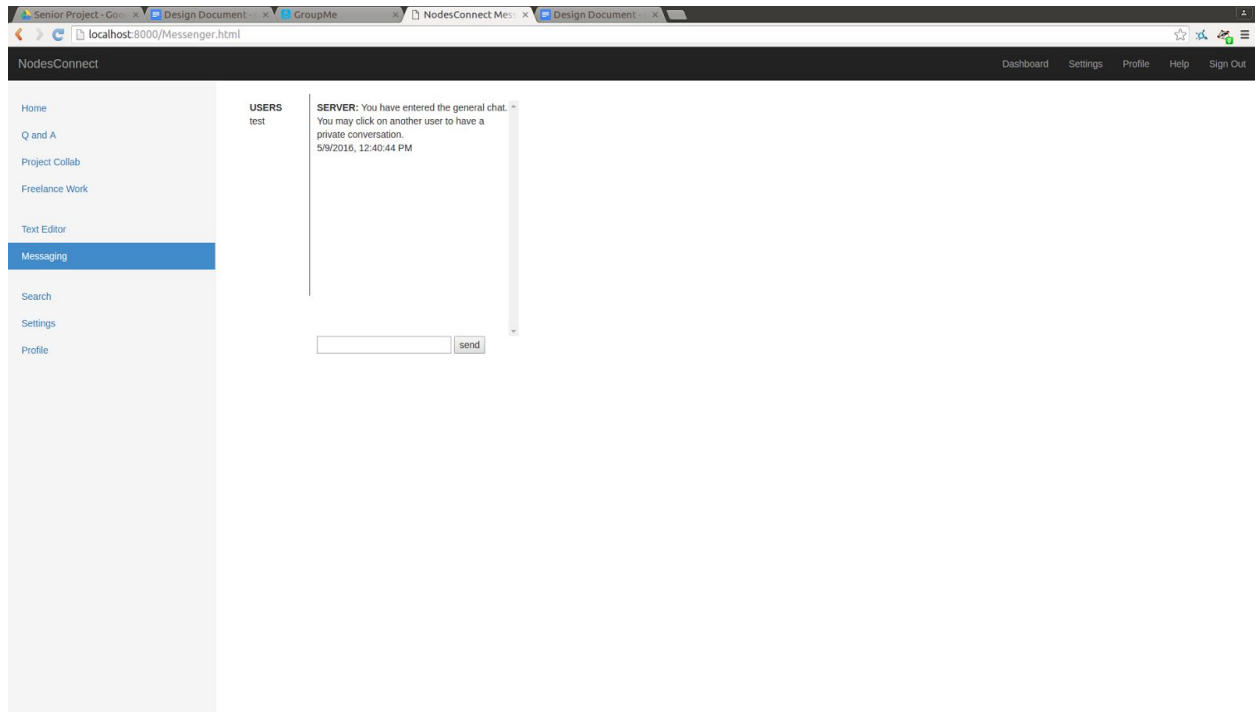 Senior Project - Goo
Design Document -
GroupMe
NodesConnect Mes
Design Document -
localhost:8000/Messenger.html
NodesConnect
Dashboard Settings Profile Help Sign Out
Home
Q and A
Project Collab
Freelance Work
Text Editor
Messaging
Search
Settings
Profile
USERS
test
SERVER: You have entered the general chat.
You may click on another user to have a
private conversation.
5/9/2016, 12:40:44 PM
send